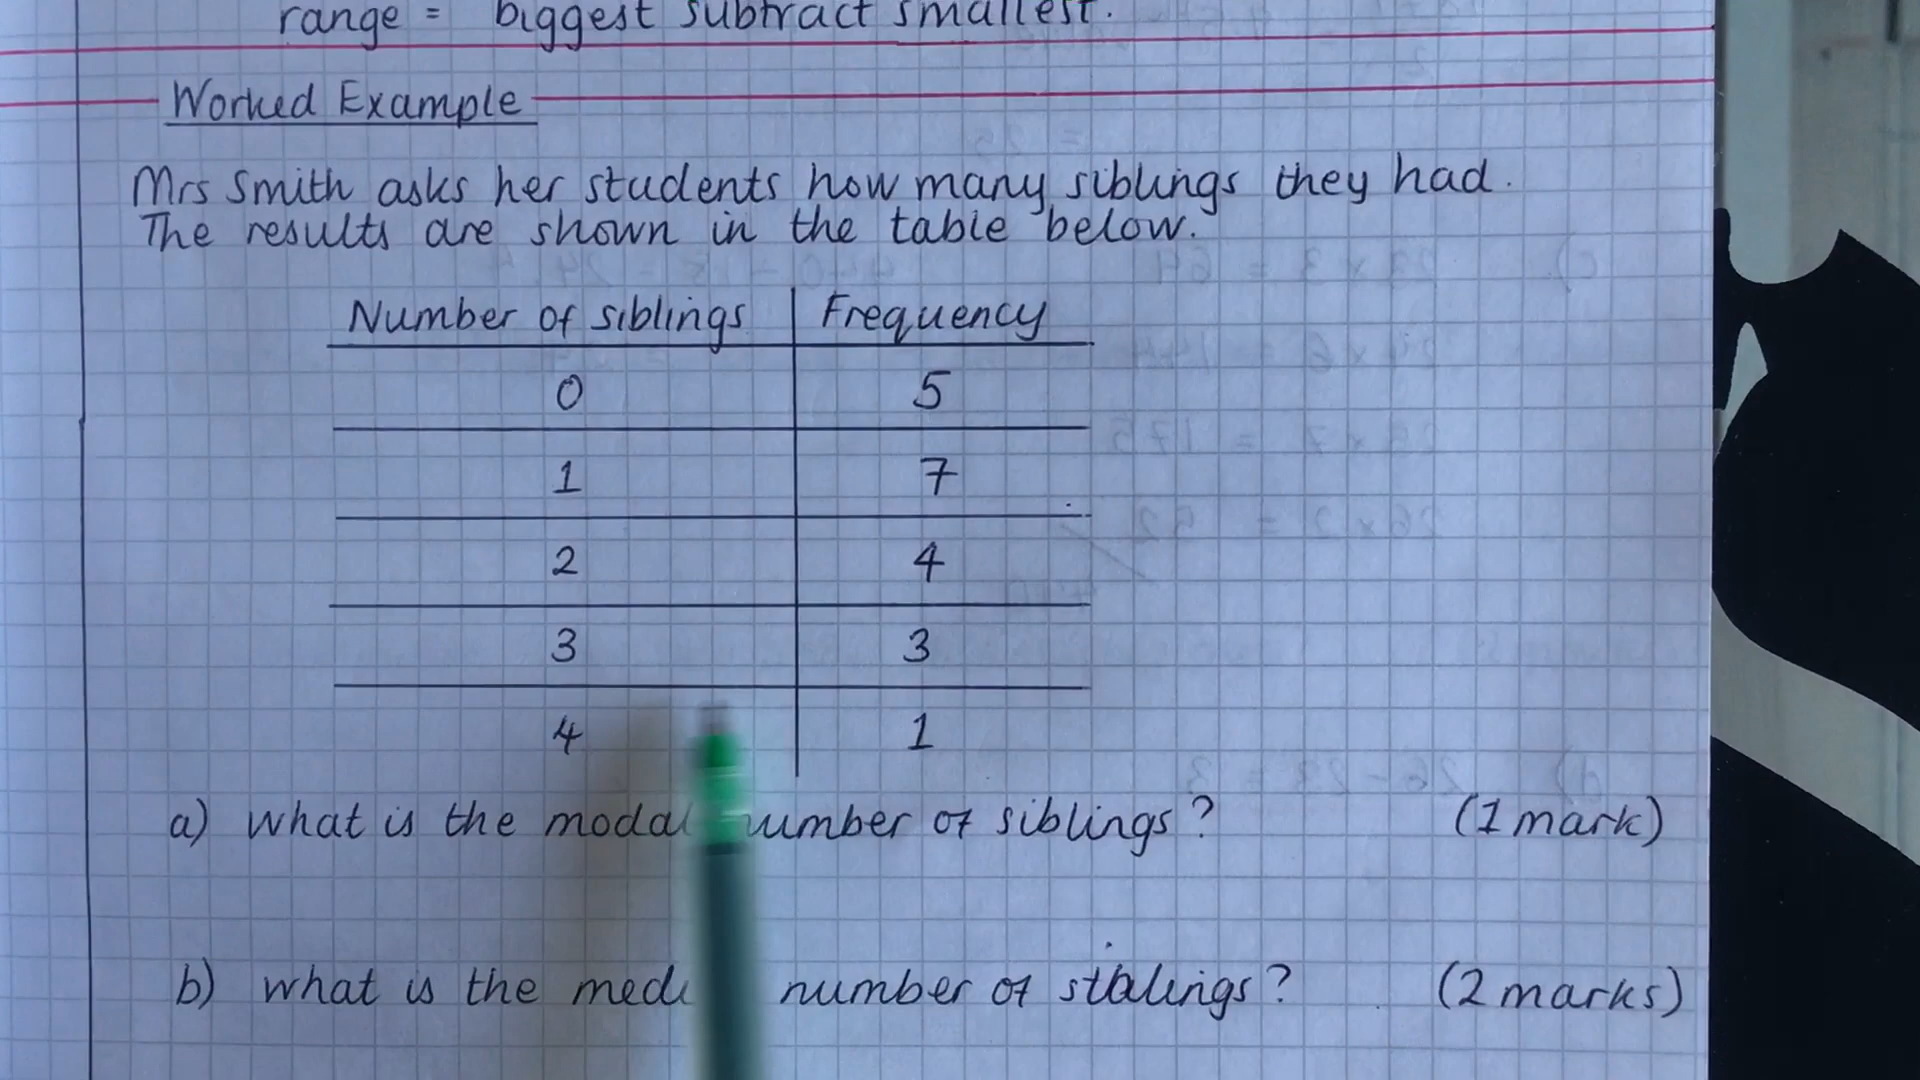 range = biggest subtract smallest.
Worked Example
Mrs Smith asks her students how many siblings they had.
The results are shown in the table below.
Number of siblings Frequency
0 5
1 7
2 4
3 3
4 1
a) what is the modal number of siblings? (1 mark)
b) what is the number of siblings? (2 marks)